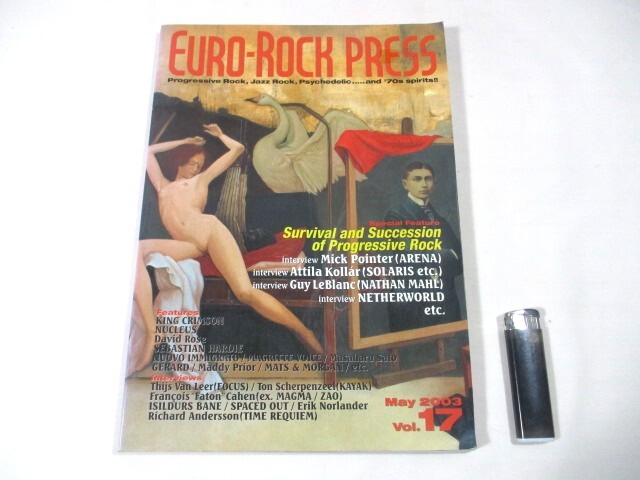 EURO-ROCK PRESS
Progressive Rock, Jazz Rock, Psychedelic.....and '70s spirits!!
Special Feature
Survival and Succession
of Progressive Rock
interview Mick Pointer(ARENA)
interview Attila Kollár(SOLARIS etc.)
interview Guy LeBlanc(NATHAN MAHL)
interview NETHERWORLD
etc.
Features
KING CRIMSON
NUCLEUS
David Rose
SEBASTIAN HARDIE
NUOVO IMMIGRATO / MAGRITTE VOICE / Masaharu Sato
GERARD / Maddy Prior / MATS & MORGAN / etc.
Interviews
Thijs Van Leer(FOCUS) / Ton Scherpenzeel(KAYAK)
François "Faton" Cahen(ex. MAGMA / ZAO)
ISILDURS BANE / SPACED OUT / Erik Norlander
Richard Andersson(TIME REQUIEM)
May 2003
Vol.17